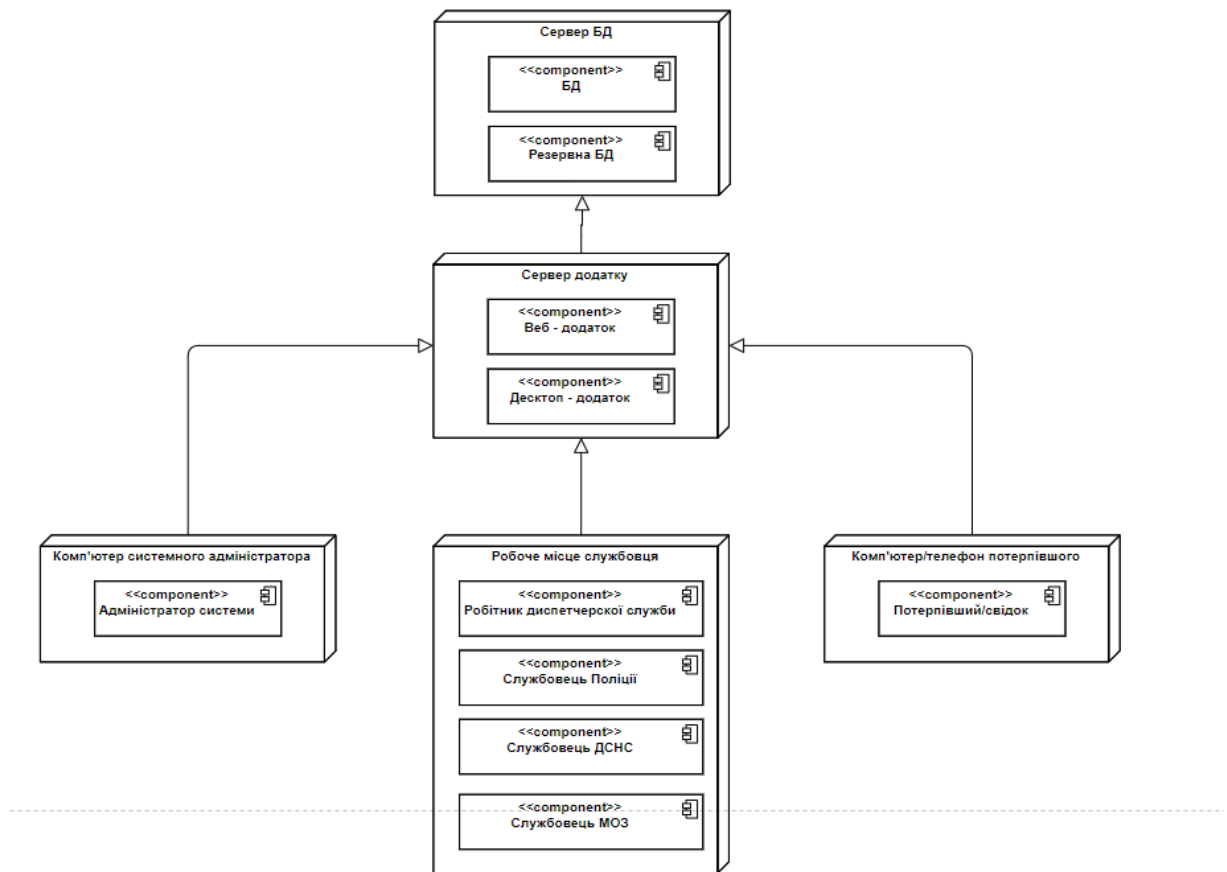 Сервер БД
<<component>>
БД
<<component>>
Резервна БД
Сервер додатку
<<component>>
Веб - додаток
<<component>>
Десктоп - додаток
Комп'ютер системного адміністратора
<<component>>
Адміністратор системи
Робоче місце службовця
<<component>>
Робітник диспетчерскої служби
<<component>>
Службовець Поліції
<<component>>
Службовець ДСНС
<<component>>
Службовець МОЗ
Комп'ютер/телефон потерпівшого
<<component>>
Потерпівший/свідок